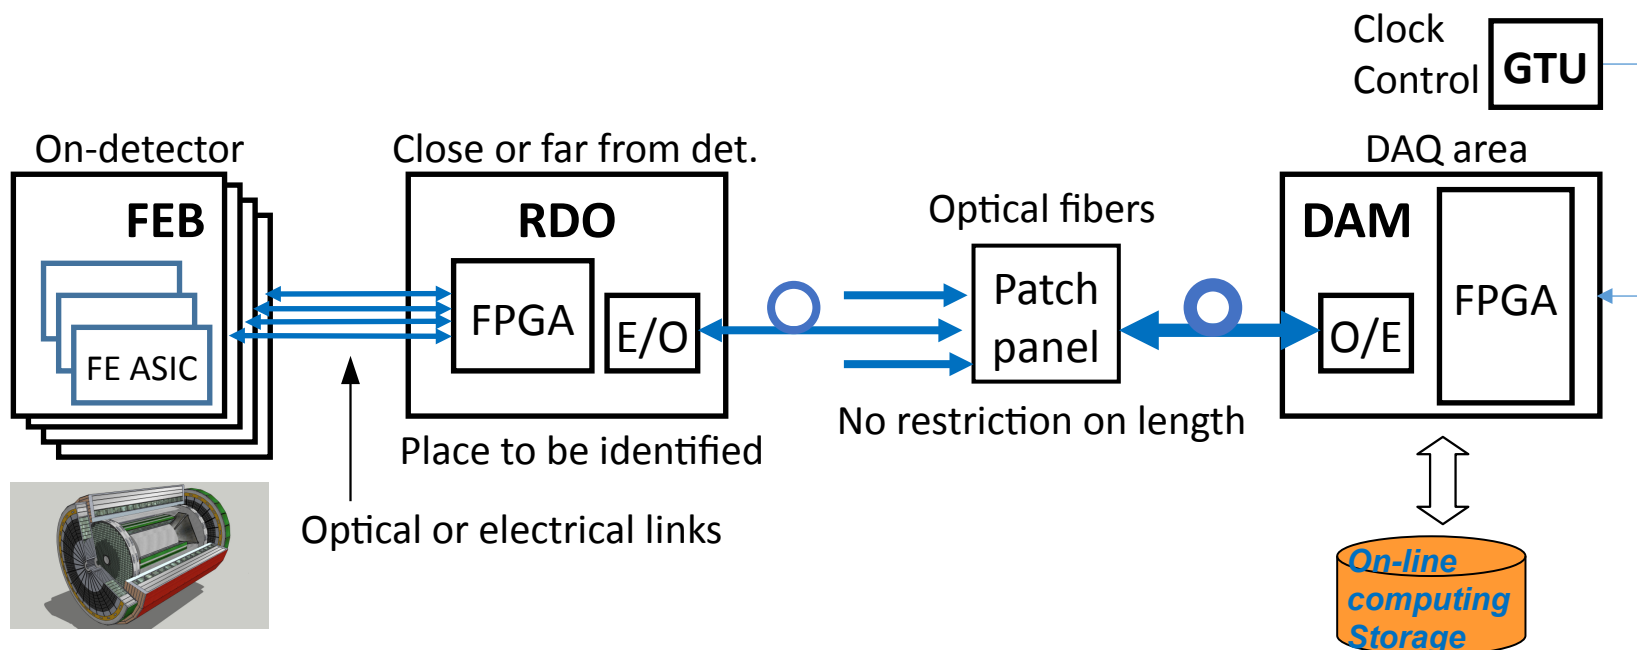 Clock
Control
GTU
On-detector
Close or far from det.
DAQ area
FEB
RDO
Optical fibers
DAM
FPGA
E/O
Patch
panel
O/E
FPGA
FE ASIC
No restriction on length
Place to be identified
Optical or electrical links
On-line
computing
Storage